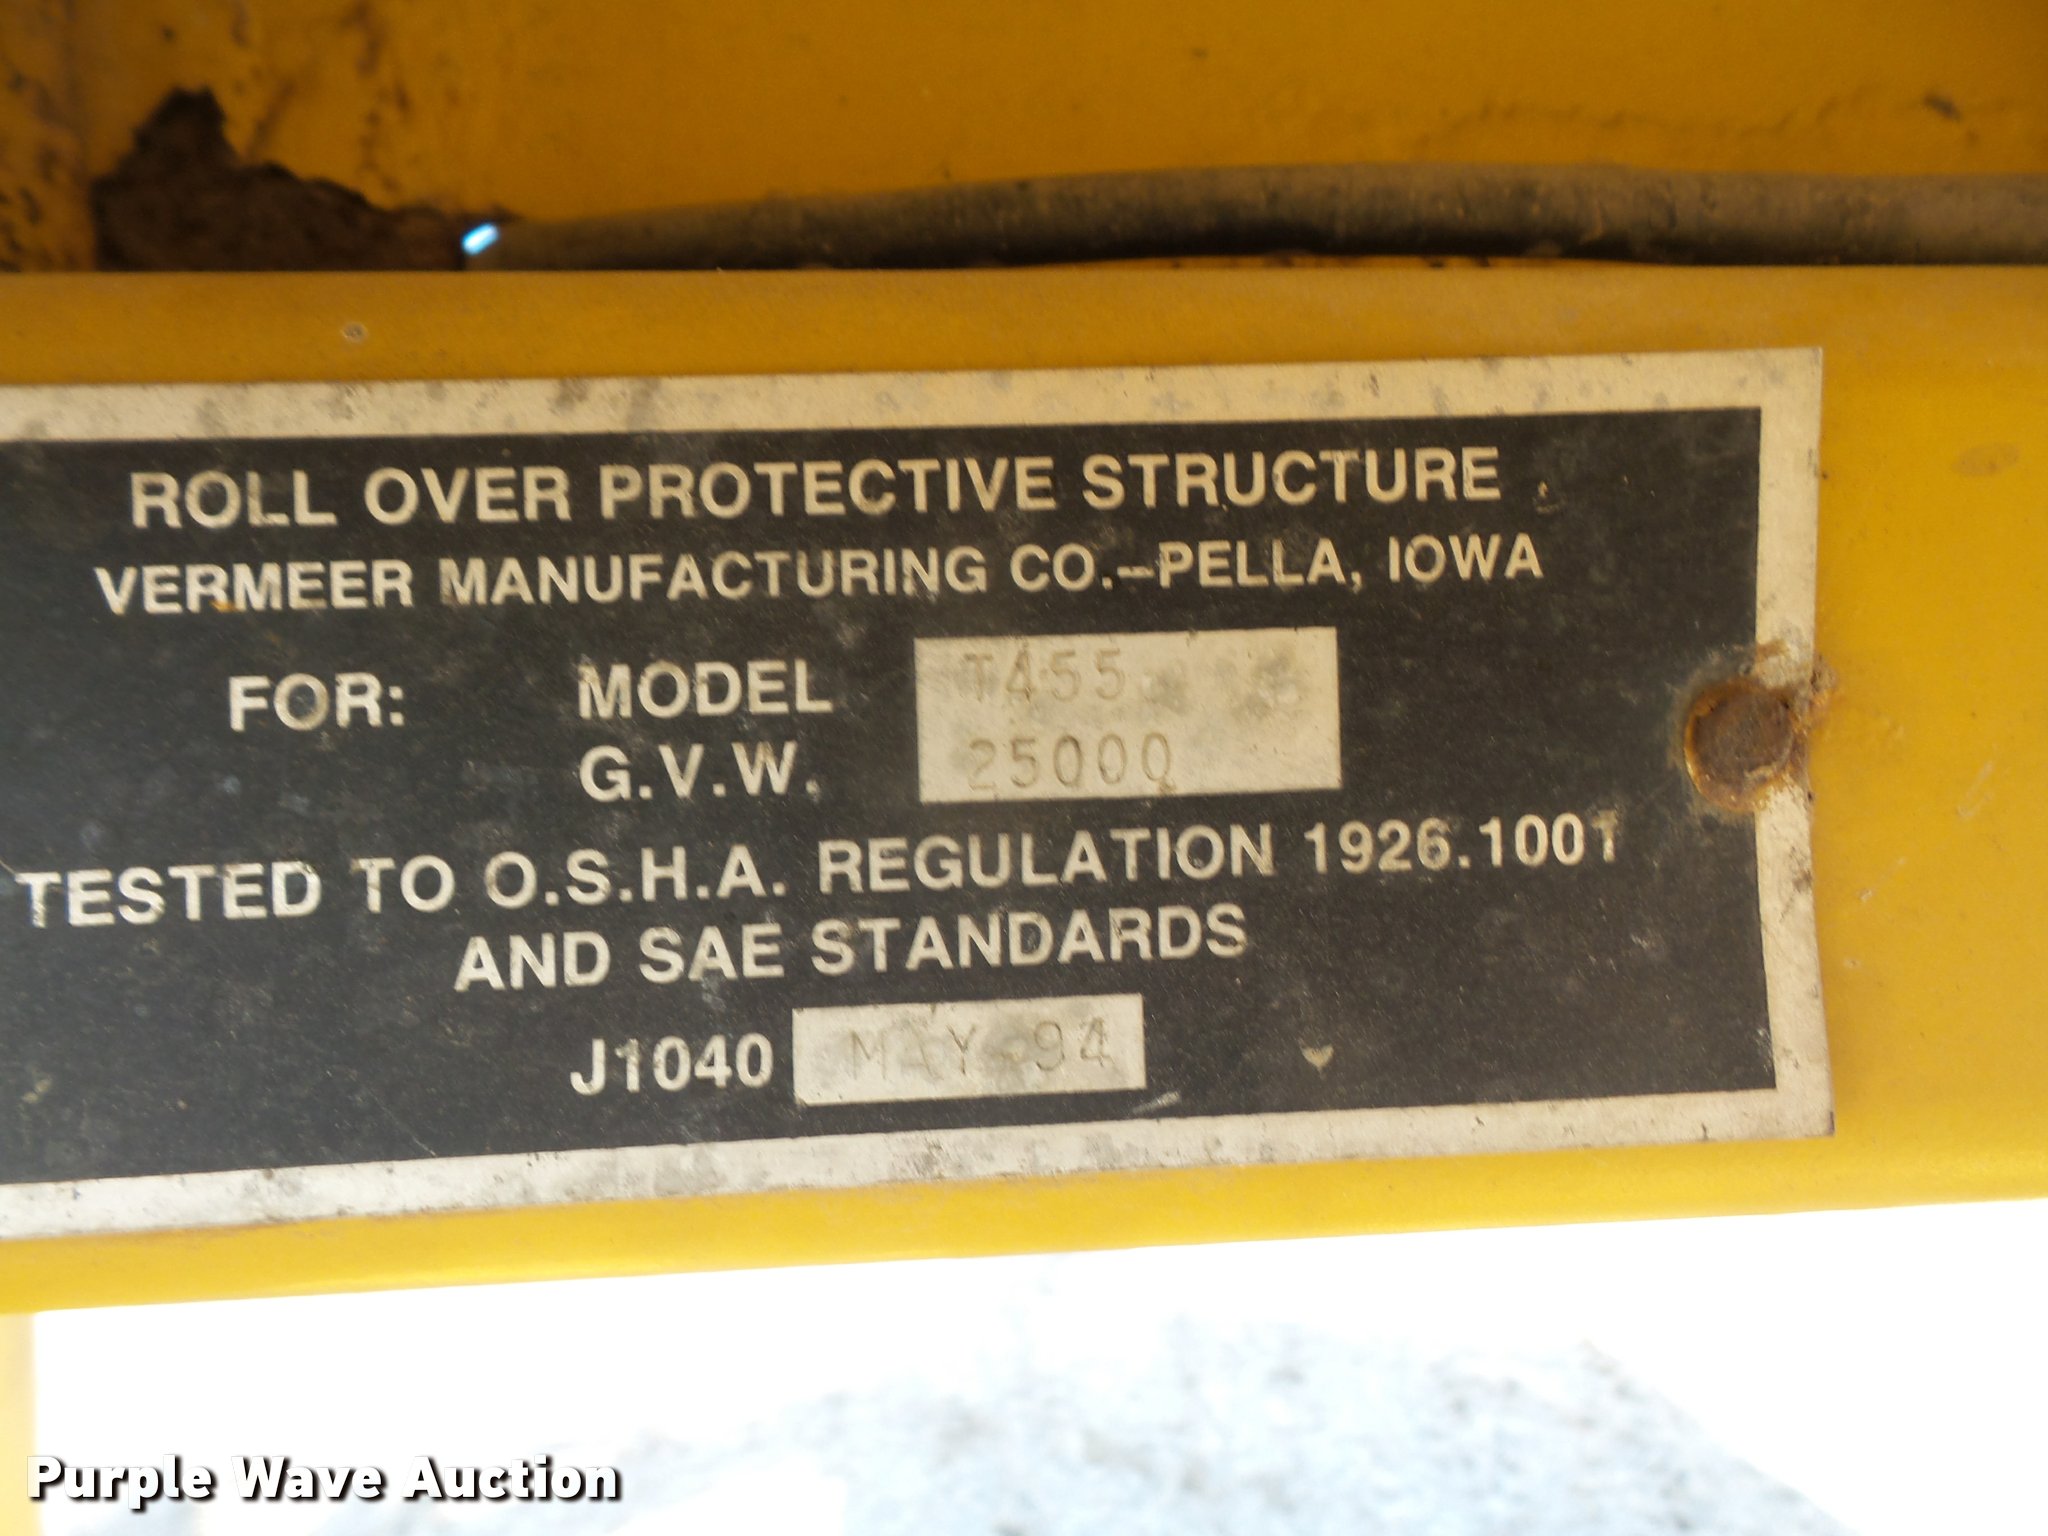 ROLL OVER PROTECTIVE STRUCTURE
VERMEER MANUFACTURING CO.-PELLA, IOWA
FOR: MODEL T455
G.V.W. 25000
TESTED TO O.S.H.A. REGULATION 1926.1001
AND SAE STANDARDS
J1040 MAY 94
Purple Wave Auction